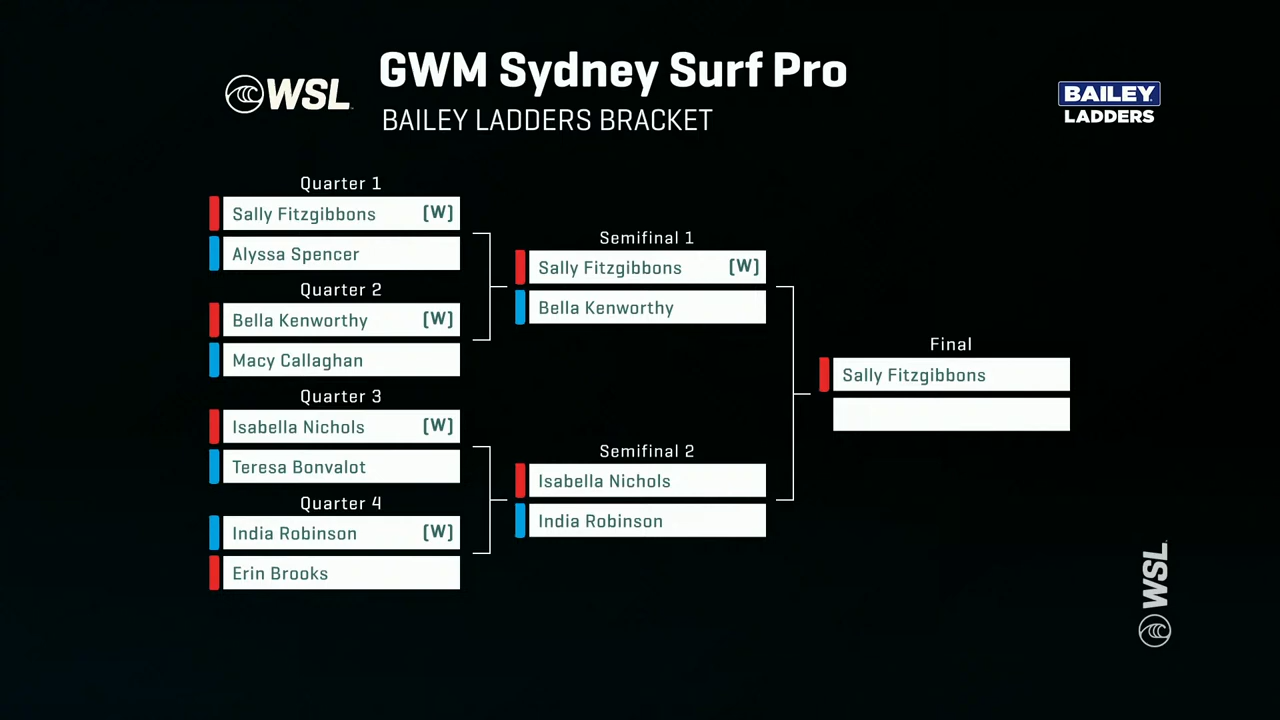 WSL
GWM Sydney Surf Pro
BAILEY LADDERS BRACKET
BAILEY
LADDERS
Quarter 1
Sally Fitzgibbons (W)
Alyssa Spencer
Quarter 2
Bella Kenworthy (W)
Macy Callaghan
Quarter 3
Isabella Nichols (W)
Teresa Bonvalot
Quarter 4
India Robinson (W)
Erin Brooks
Semifinal 1
Sally Fitzgibbons (W)
Bella Kenworthy
Semifinal 2
Isabella Nichols
India Robinson
Final
Sally Fitzgibbons
WSL